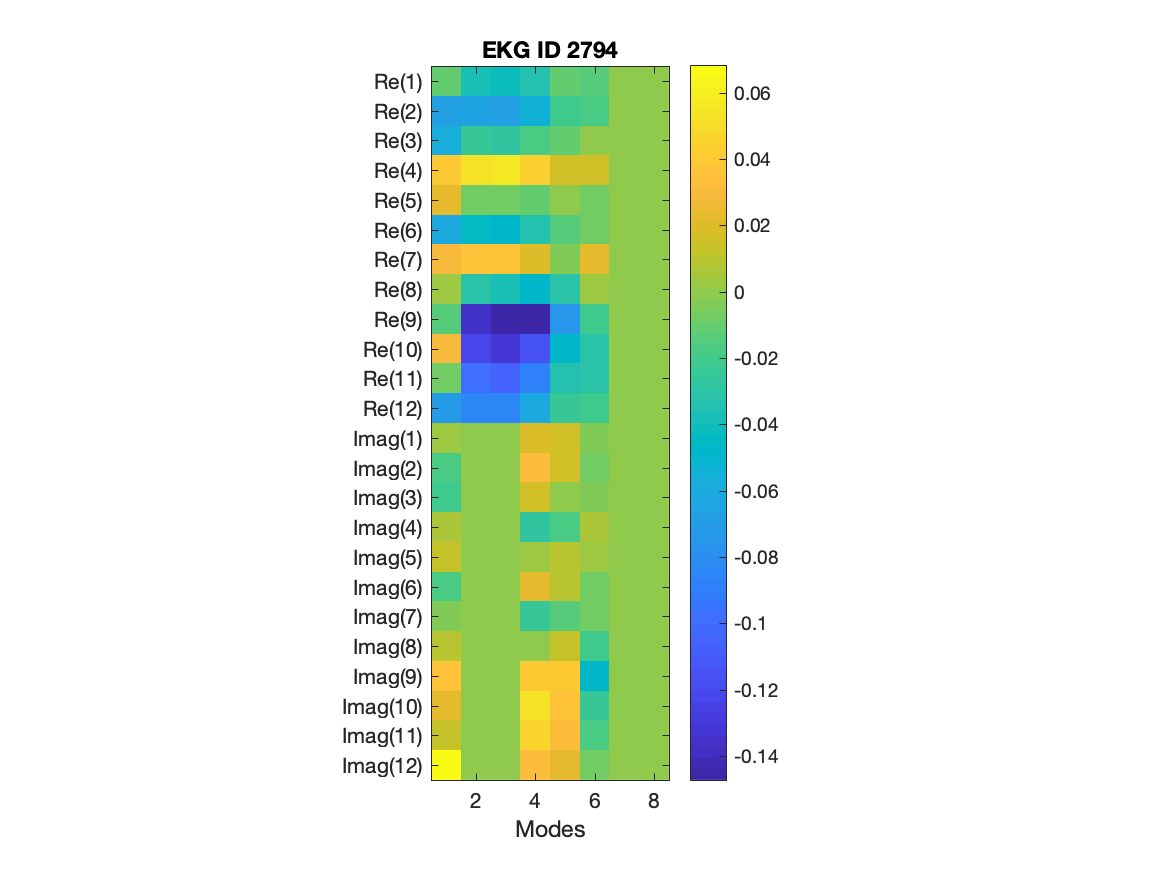 EKG ID 2794
Re(1)
Re(2)
Re(3)
Re(4)
Re(5)
Re(6)
Re(7)
Re(8)
Re(9)
Re(10)
Re(11)
Re(12)
Imag(1)
Imag(2)
Imag(3)
Imag(4)
Imag(5)
Imag(6)
Imag(7)
Imag(8)
Imag(9)
Imag(10)
Imag(11)
Imag(12)
2 4 6 8
Modes
0.06
0.04
0.02
0
-0.02
-0.04
-0.06
-0.08
-0.1
-0.12
-0.14